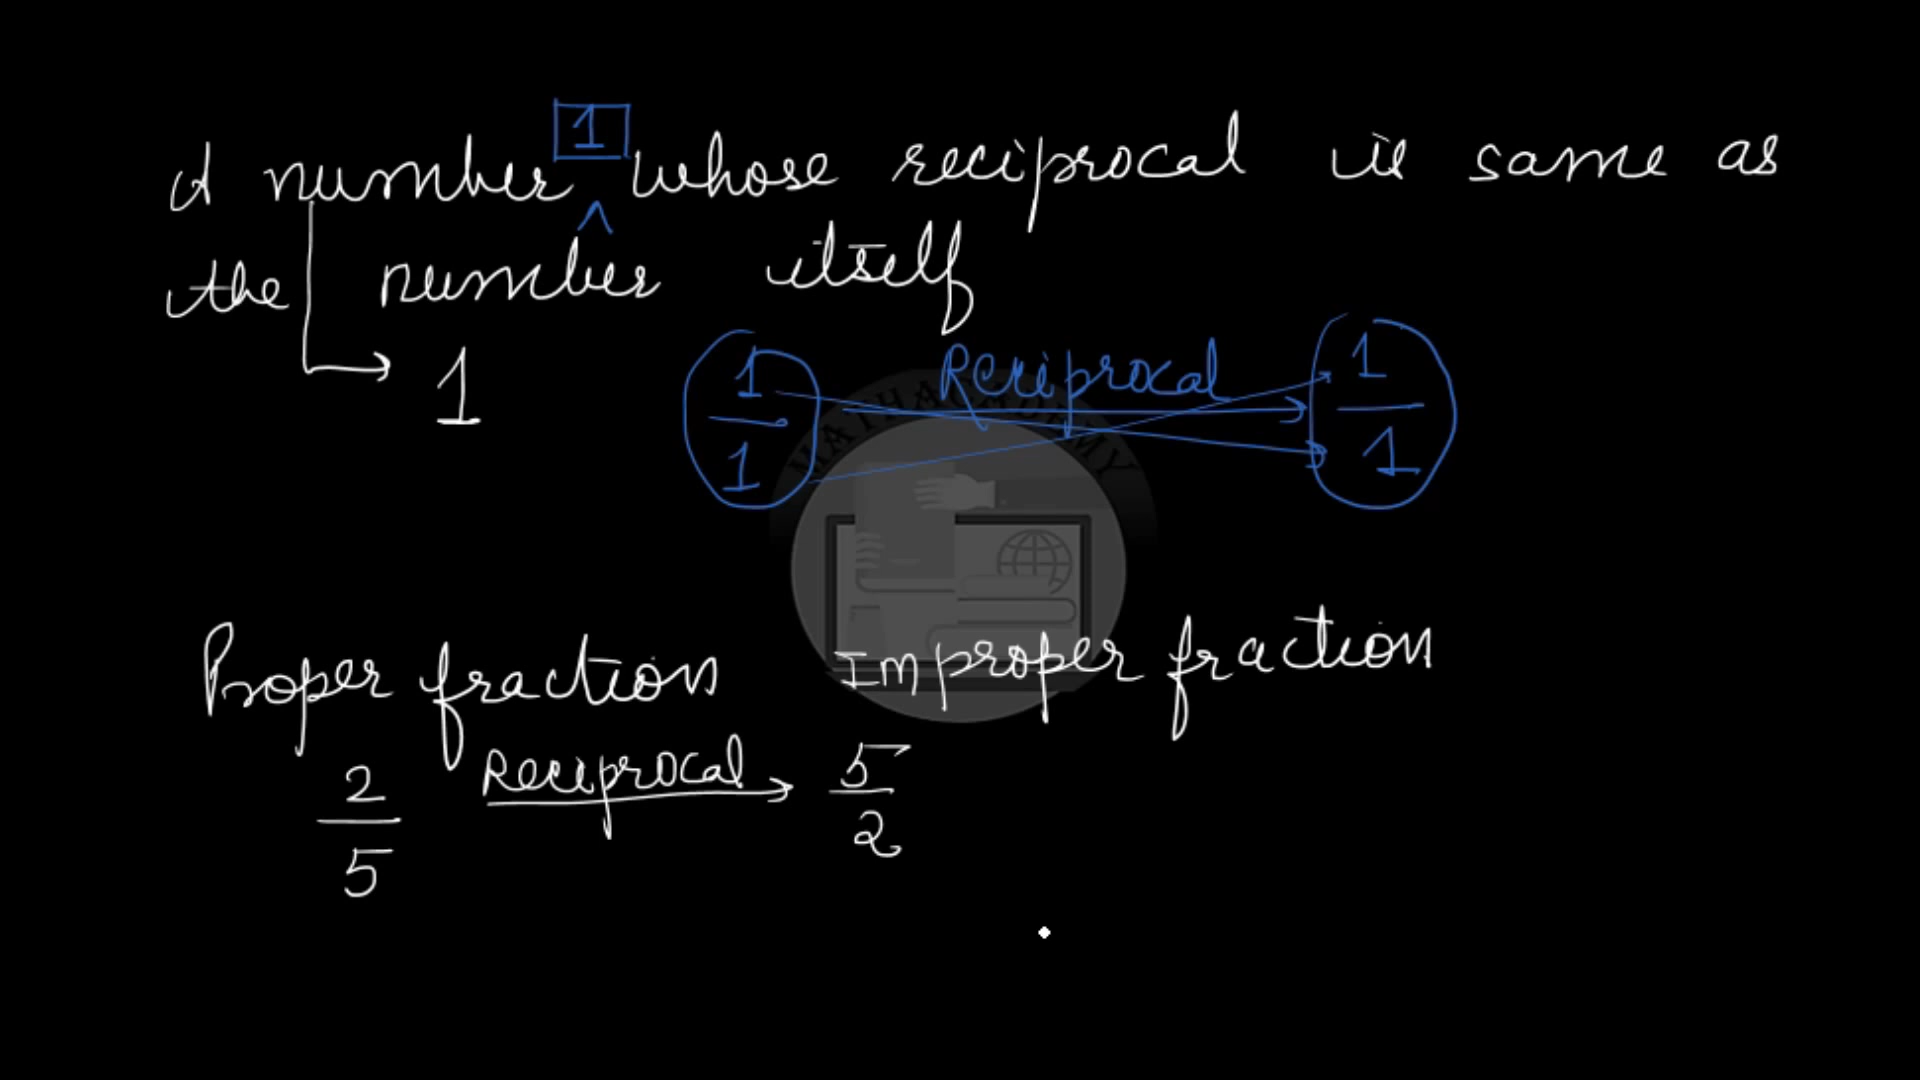 A number 1 whose reciprocal is same as
^
the number itself
→ 1
1/1 Reciprocal → 1/1
MATHACADEMY
Proper fraction Improper fraction
2/5 Reciprocal → 5/2